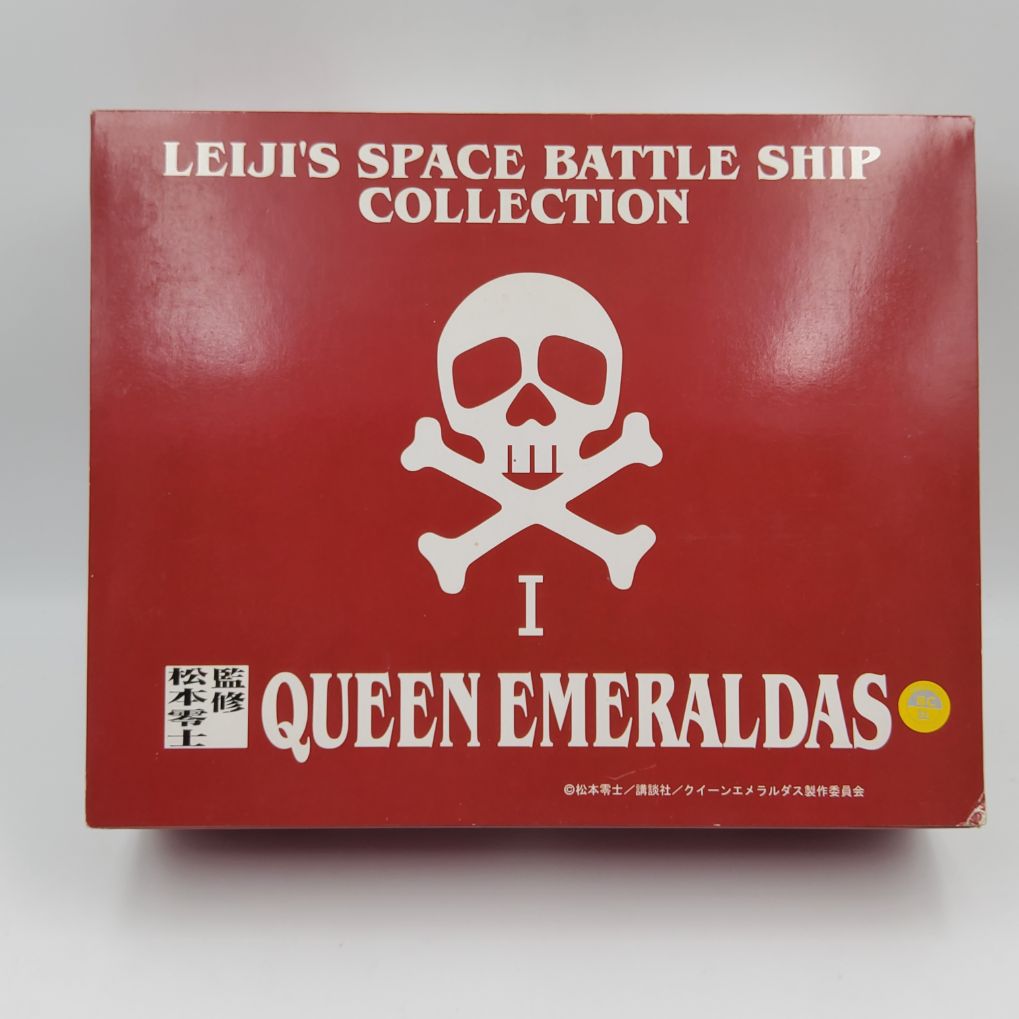 LEIJI'S SPACE BATTLE SHIP
COLLECTION
I
監修
松本零士
QUEEN EMERALDAS
©松本零士/講談社/クイーンエメラルダス製作委員会